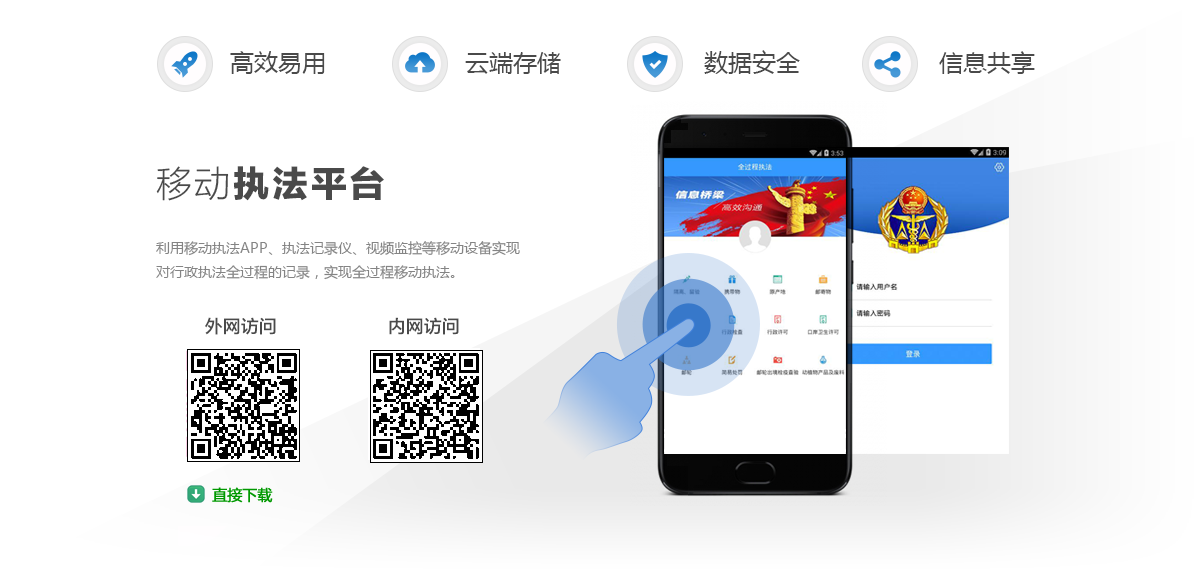 高效易用
云端存储
数据安全
信息共享
移动执法平台
利用移动执法APP、执法记录仪、视频监控等移动设备实现
对行政执法全过程的记录，实现全过程移动执法。
外网访问
内网访问
直接下载
3:53
全过程执法
信息桥梁
高效沟通
携带物
原产地
邮寄物
行政检查
行政许可
口岸卫生许可
邮轮
简易处罚
邮轮出境检疫查验
动植物产品及废料
3:09
请输入用户名
请输入密码
登录